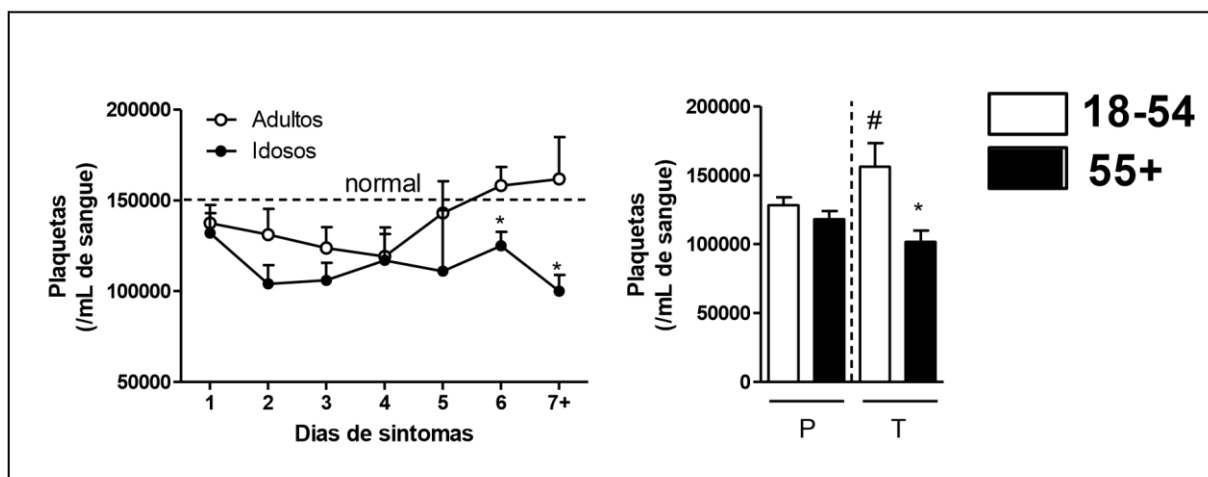 200000
150000
100000
50000
Plaquetas
(/mL de sangue)
Adultos
Idosos
normal
*
*
1 2 3 4 5 6 7+
Dias de sintomas
200000
150000
100000
50000
0
Plaquetas
(/mL de sangue)
#
*
P T
18-54
55+